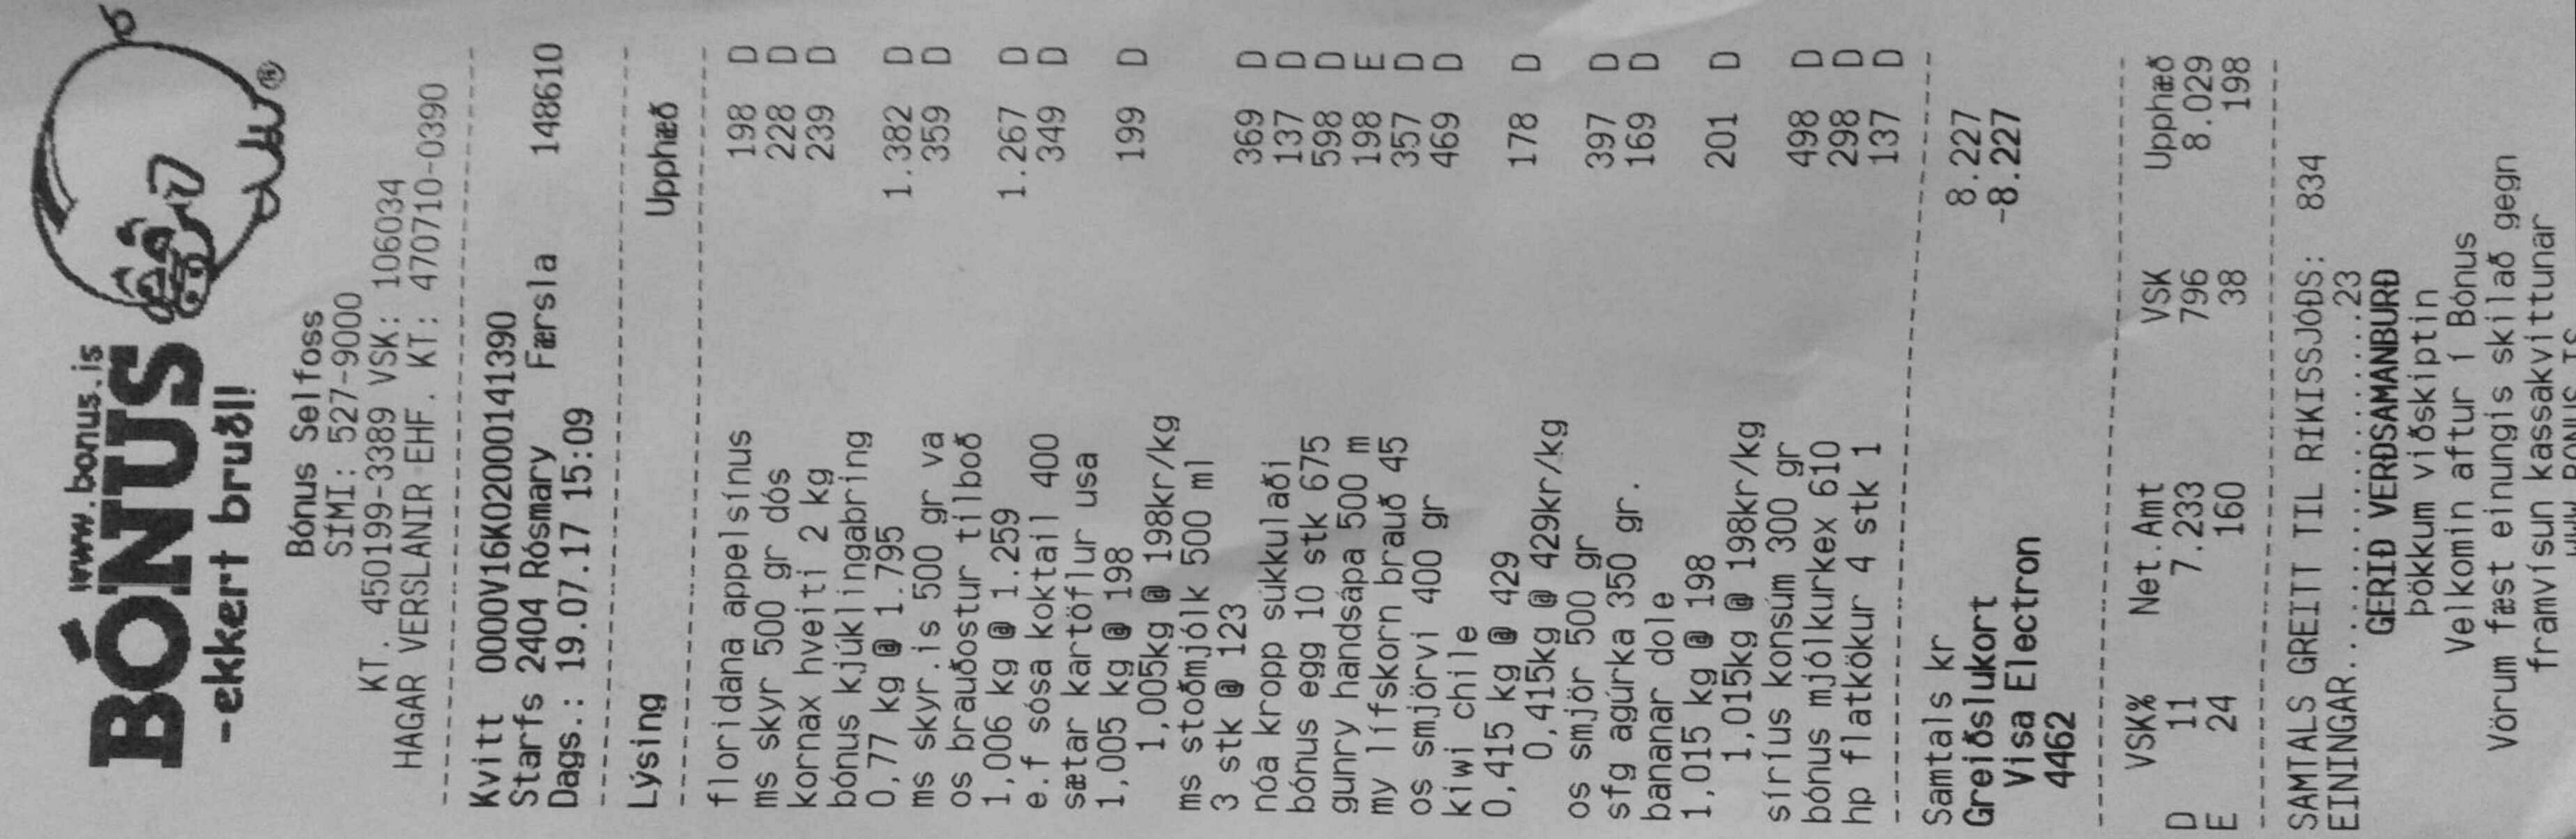 www.bonus.is
BÓNUS
®
-ekkert bruðl!
Bónus Selfoss
SÍMI: 527-9000
KT. 450199-3389 VSK: 106034
HAGAR VERSLANIR EHF. KT: 470710-0390
Kvitt 0000V16K0200014​1390
Starfs 2404 Rósmary Færsla 148610
Dags.: 19.07.17 15:09
Lýsing Upphæð
floridana appelsínus 198 D
ms skyr 500 gr dós 228 D
kornax hveiti 2 kg 239 D
bónus kjúklingabring
0,77 kg @ 1.795 1.382 D
ms skyr.is 500 gr va 359 D
os brauðostur tilboð
1,006 kg @ 1.259 1.267 D
e.f sósa koktail 400 349 D
sætar kartöflur usa
1,005 kg @ 198 199 D
1,005kg @ 198kr/kg
ms stoðmjólk 500 ml
3 stk @ 123 369 D
nóa kropp súkkulaði 137 D
bónus egg 10 stk 675 598 D
gunry handsápa 500 m 198 E
my lífskorn brauð 45 357 D
os smjörvi 400 gr 469 D
kiwi chile
0,415 kg @ 429 178 D
0,415kg @ 429kr/kg
os smjör 500 gr 397 D
sfg agúrka 350 gr. 169 D
bananar dole
1,015 kg @ 198 201 D
1,015kg @ 198kr/kg
síríus konsúm 300 gr 498 D
bónus mjólkurkex 610 298 D
hp flatkökur 4 stk 1 137 D
Samtals kr 8.227
Greiðslukort -8.227
Visa Electron
4462
VSK% Net.Amt VSK Upphæð
D 11 7.233 796 8.029
E 24 160 38 198
SAMTALS GREITT TIL RÍKISSJÓÐS: 834
EININGAR....................23
GERIÐ VERÐSAMANBURÐ
Þökkum viðskiptin
Velkomin aftur í Bónus
Vörum fæst einungis skilað gegn
framvísun kassakvittunar
WWW.BONUS.IS